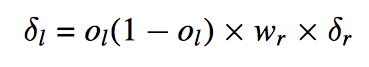 δ_l = o_l(1 − o_l) × w_r × δ_r